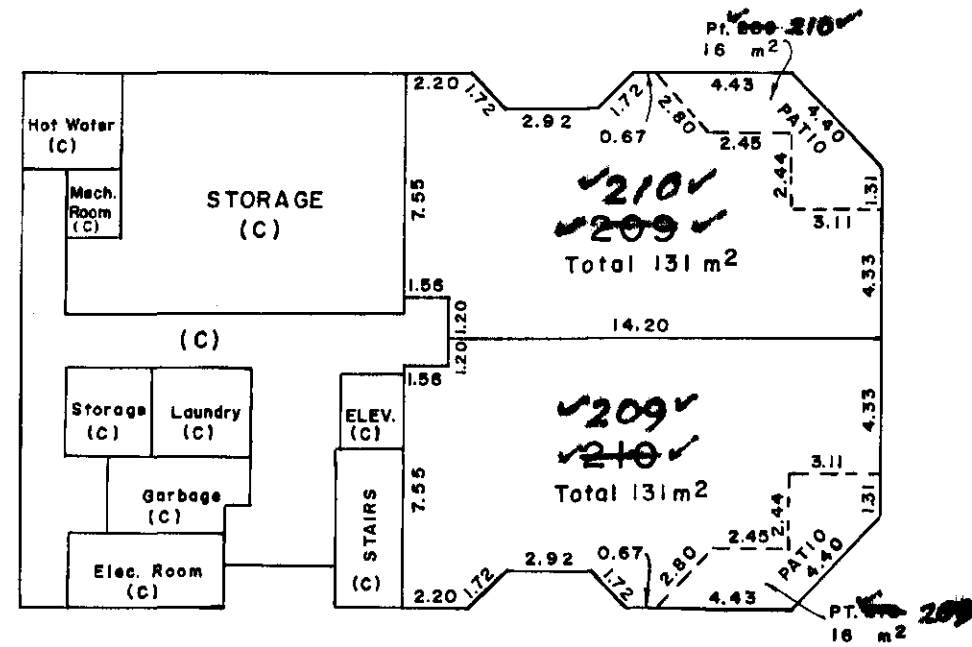 Pt. 209 210
16 m2
2.20
1.72
2.92
1.72
0.67
4.43
2.80
2.45
PATIO
4.40
2.44
1.31
3.11
Hot Water
(C)
Mech.
Room
(C)
STORAGE
(C)
7.55
210
209
Total 131 m2
4.33
1.56
1.20
14.20
(C)
1.20
1.56
Storage
(C)
Laundry
(C)
ELEV.
(C)
209
210
Total 131 m2
4.33
3.11
7.55
Garbage
(C)
2.44
1.31
STAIRS
(C)
2.45
PATIO
4.40
Elec. Room
(C)
2.20
1.72
2.92
0.67
1.72
2.80
4.43
PT. 209
16 m2